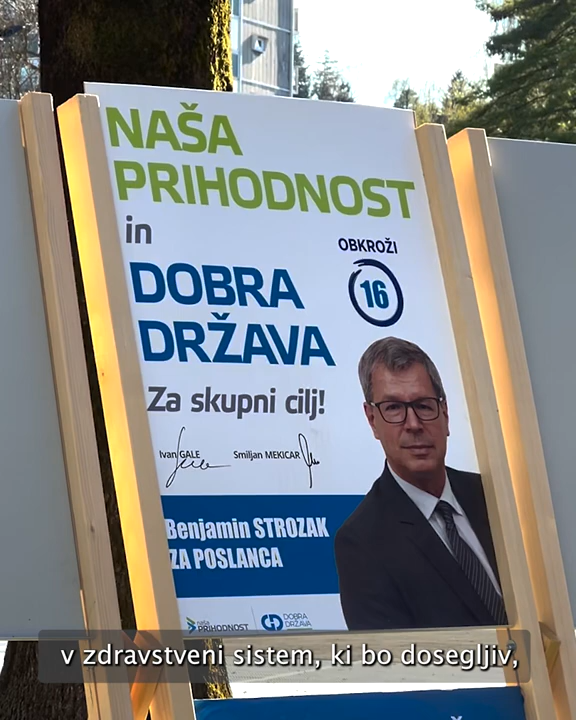 NAŠA
PRIHODNOST
in
DOBRA
DRŽAVA
OBKROŽI
16
Za skupni cilj!
Ivan GALE Smiljan MEKICAR
Benjamin STROZAK
ZA POSLANCA
naša
PRIHODNOST
DOBRA
DRŽAVA
v zdravstveni sistem, ki bo dosegljiv,